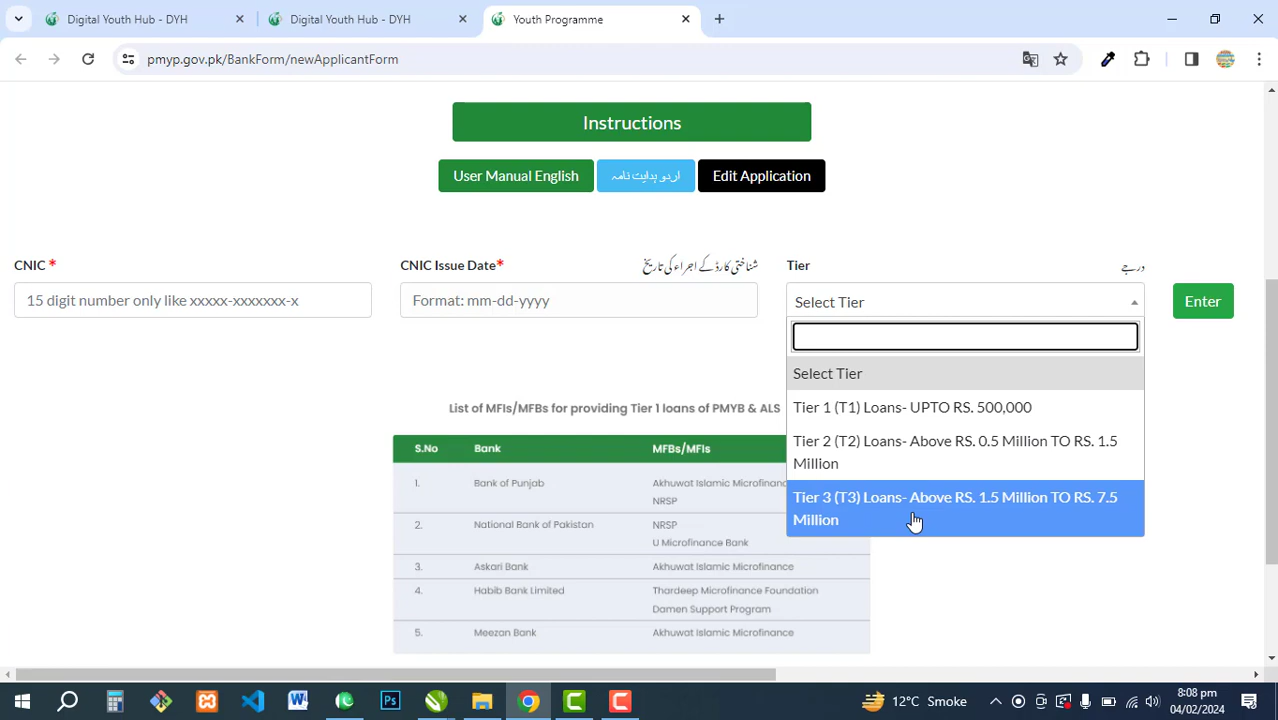 Digital Youth Hub - DYH
Digital Youth Hub - DYH
Youth Programme
pmyp.gov.pk/BankForm/newApplicantForm
Instructions
User Manual English
اردو ہدایت نامہ
Edit Application
CNIC *
CNIC Issue Date*
شناختی کارڈ کے اجراء کی تاریخ
Tier
درجے
15 digit number only like xxxxx-xxxxxxx-x
Format: mm-dd-yyyy
Select Tier
Enter
Select Tier
Tier 1 (T1) Loans- UPTO RS. 500,000
Tier 2 (T2) Loans- Above RS. 0.5 Million TO RS. 1.5
Million
Tier 3 (T3) Loans- Above RS. 1.5 Million TO RS. 7.5
Million
List of MFIs/MFBs for providing Tier 1 loans of PMYB & ALS
S.No Bank MFBs/MFIs
1. Bank of Punjab Akhuwat Islamic Microfinanc
NRSP
2. National Bank of Pakistan NRSP
U Microfinance Bank
3. Askari Bank Akhuwat Islamic Microfinance
4. Habib Bank Limited Thardeep Microfinance Foundation
Damen Support Program
5. Meezan Bank Akhuwat Islamic Microfinance
12°C Smoke
8:08 pm
04/02/2024